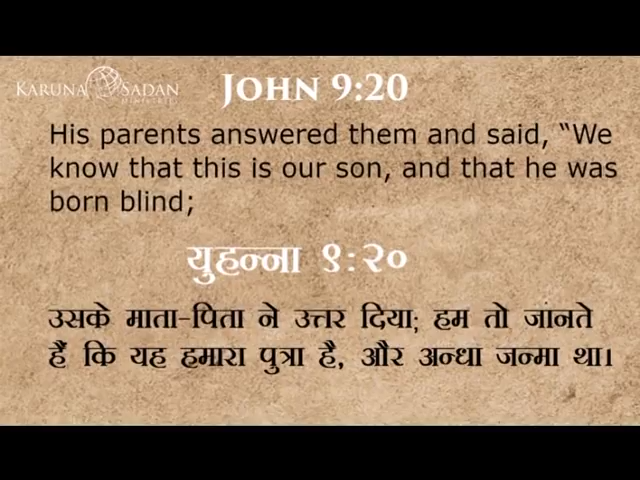 KARUNA SADAN
MINISTRIES
JOHN 9:20
His parents answered them and said, “We
know that this is our son, and that he was
born blind;
युहन्ना ९:२०
उसके माता-पिता ने उत्तर दिया; हम तो जांनते
हैं कि यह हमारा पुत्रा है, और अन्धा जन्मा था।